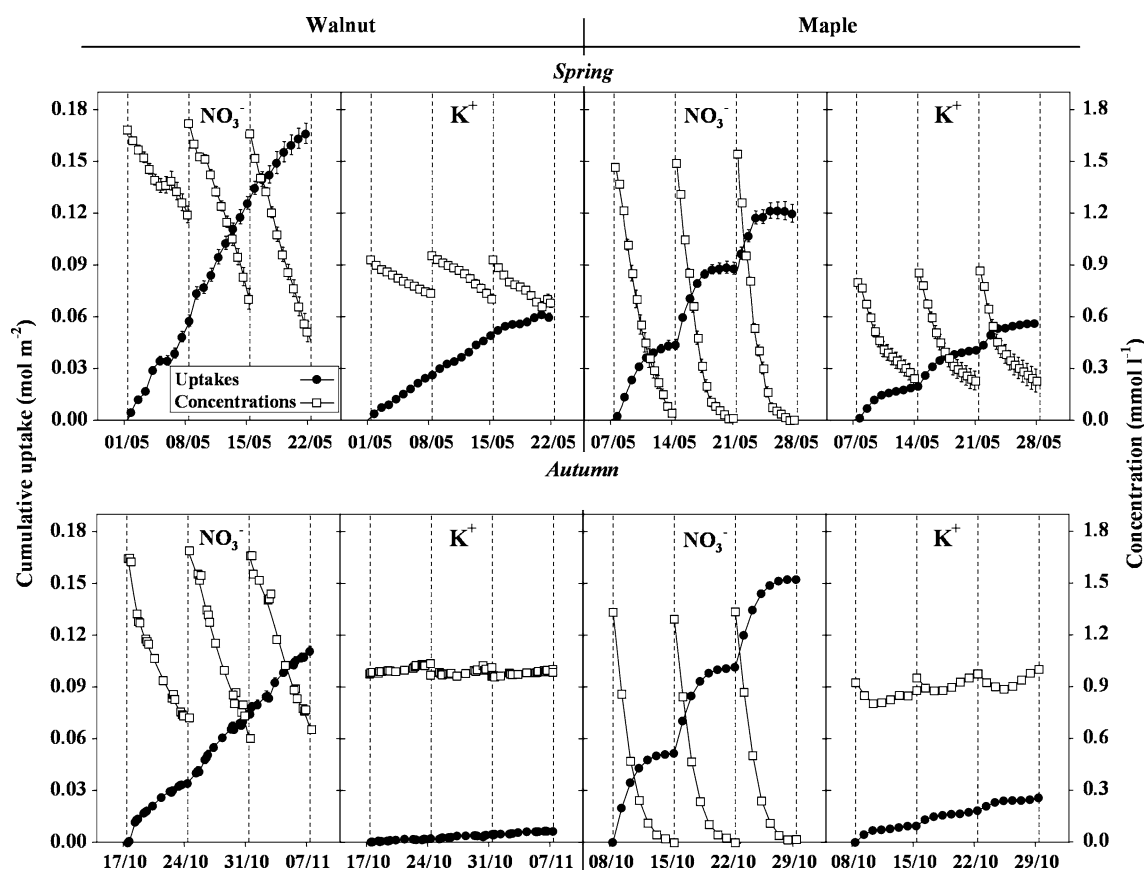 Walnut Maple
Spring
NO₃⁻ K⁺ NO₃⁻ K⁺
0.18 1.8
0.15 1.5
0.12 1.2
0.09 0.9
0.06 0.6
0.03 0.3
0.00 0.0
Uptakes
Concentrations
01/05 08/05 15/05 22/05 01/05 08/05 15/05 22/05 07/05 14/05 21/05 28/05 07/05 14/05 21/05 28/05
Cumulative uptake (mol m⁻²)
Concentration (mmol l⁻¹)
Autumn
NO₃⁻ K⁺ NO₃⁻ K⁺
0.18 1.8
0.15 1.5
0.12 1.2
0.09 0.9
0.06 0.6
0.03 0.3
0.00 0.0
17/10 24/10 31/10 07/11 17/10 24/10 31/10 07/11 08/10 15/10 22/10 29/10 08/10 15/10 22/10 29/10